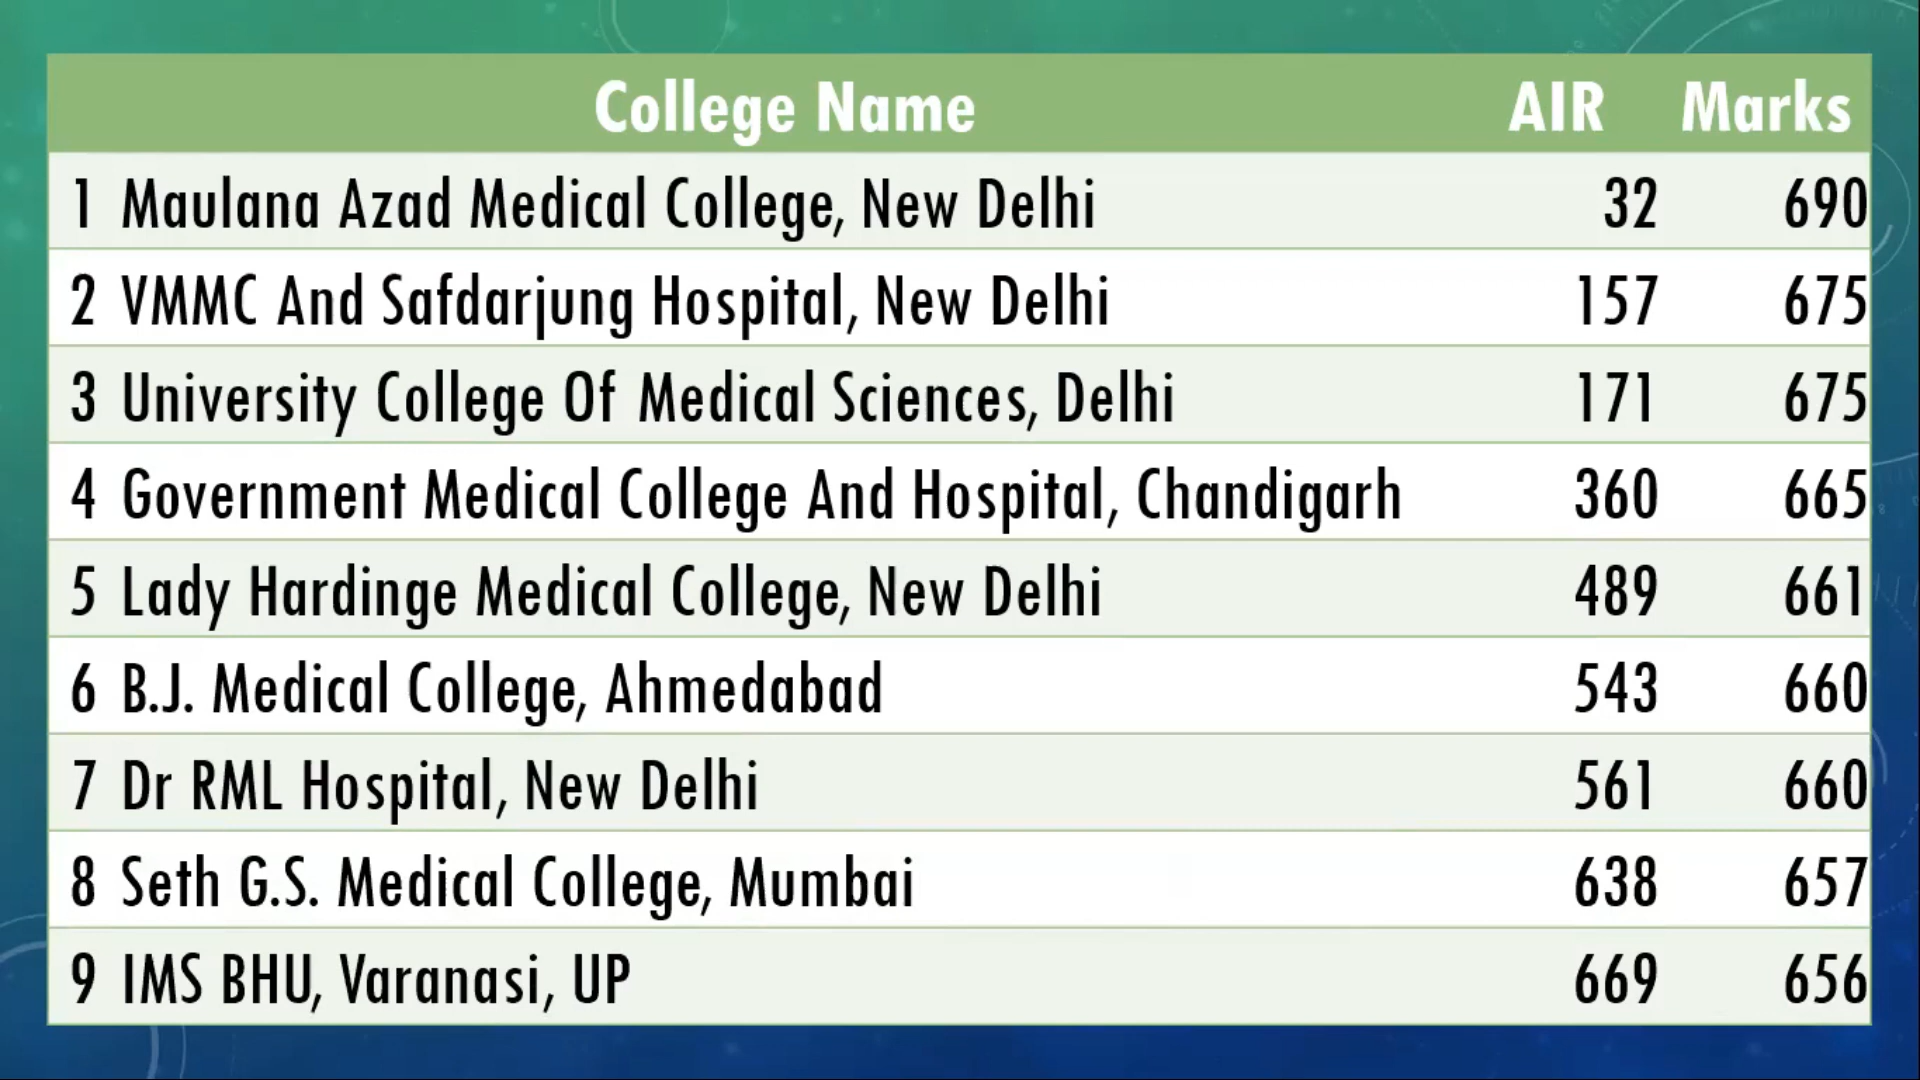 College Name AIR Marks
1 Maulana Azad Medical College, New Delhi 32 690
2 VMMC And Safdarjung Hospital, New Delhi 157 675
3 University College Of Medical Sciences, Delhi 171 675
4 Government Medical College And Hospital, Chandigarh 360 665
5 Lady Hardinge Medical College, New Delhi 489 661
6 B.J. Medical College, Ahmedabad 543 660
7 Dr RML Hospital, New Delhi 561 660
8 Seth G.S. Medical College, Mumbai 638 657
9 IMS BHU, Varanasi, UP 669 656